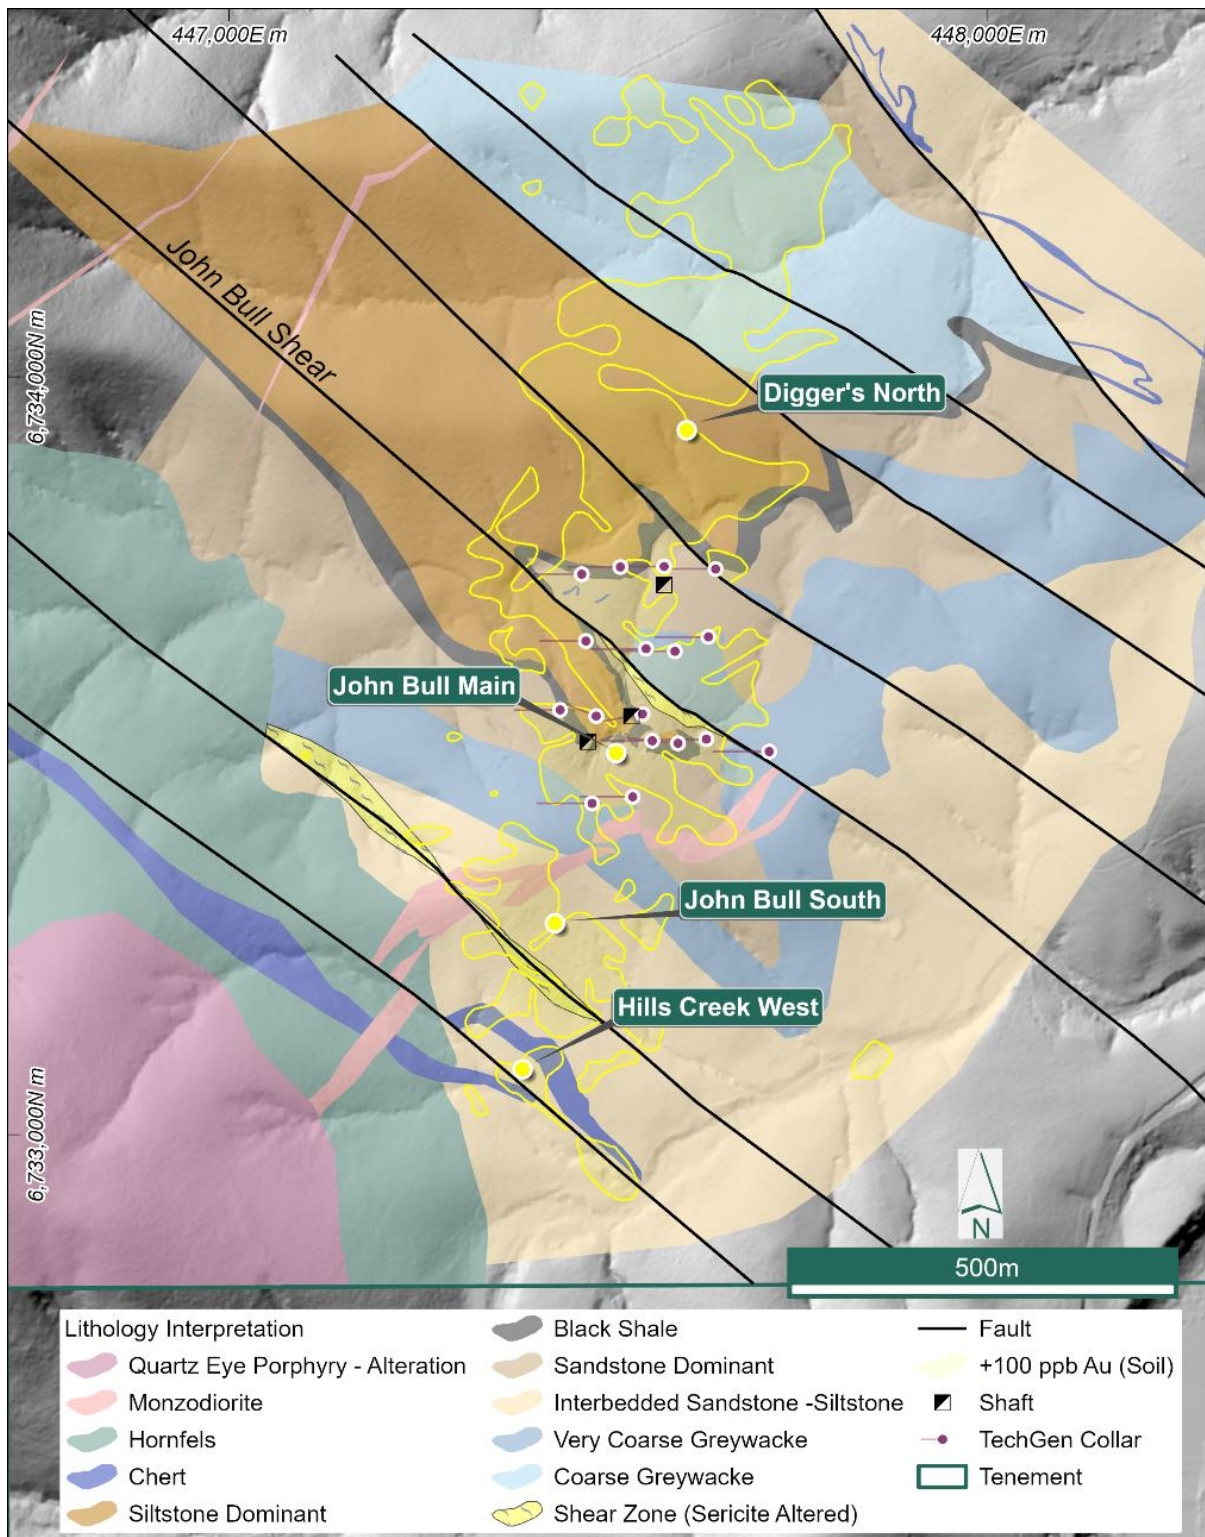 447,000E m
448,000E m
John Bull Shear
6,734,000N m
Digger's North
John Bull Main
John Bull South
Hills Creek West
6,733,000N m
N
500m
Lithology Interpretation
Quartz Eye Porphyry - Alteration
Monzodiorite
Hornfels
Chert
Siltstone Dominant
Black Shale
Sandstone Dominant
Interbedded Sandstone -Siltstone
Very Coarse Greywacke
Coarse Greywacke
Shear Zone (Sericite Altered)
Fault
+100 ppb Au (Soil)
Shaft
TechGen Collar
Tenement